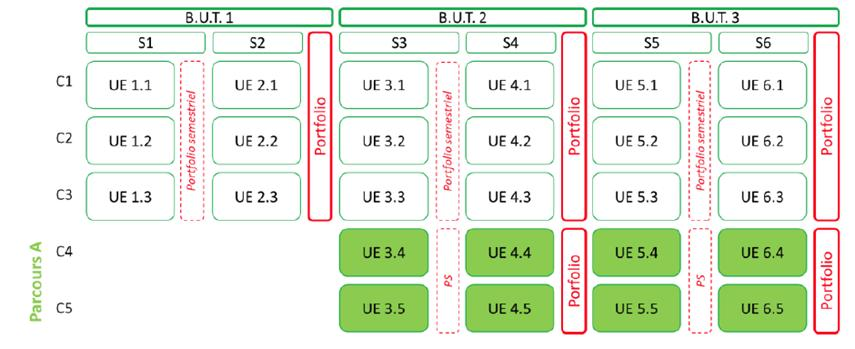 B.U.T. 1 B.U.T. 2 B.U.T. 3
S1 S2 S3 S4 S5 S6
C1 UE 1.1 UE 2.1 UE 3.1 UE 4.1 UE 5.1 UE 6.1
C2 UE 1.2 UE 2.2 UE 3.2 UE 4.2 UE 5.2 UE 6.2
C3 UE 1.3 UE 2.3 UE 3.3 UE 4.3 UE 5.3 UE 6.3
Portfolio semestriel
Portfolio
Portfolio semestriel
Portfolio
Portfolio semestriel
Portfolio
Parcours A
C4 UE 3.4 UE 4.4 UE 5.4 UE 6.4
C5 UE 3.5 UE 4.5 UE 5.5 UE 6.5
PS
Porfolio
PS
Portfolio